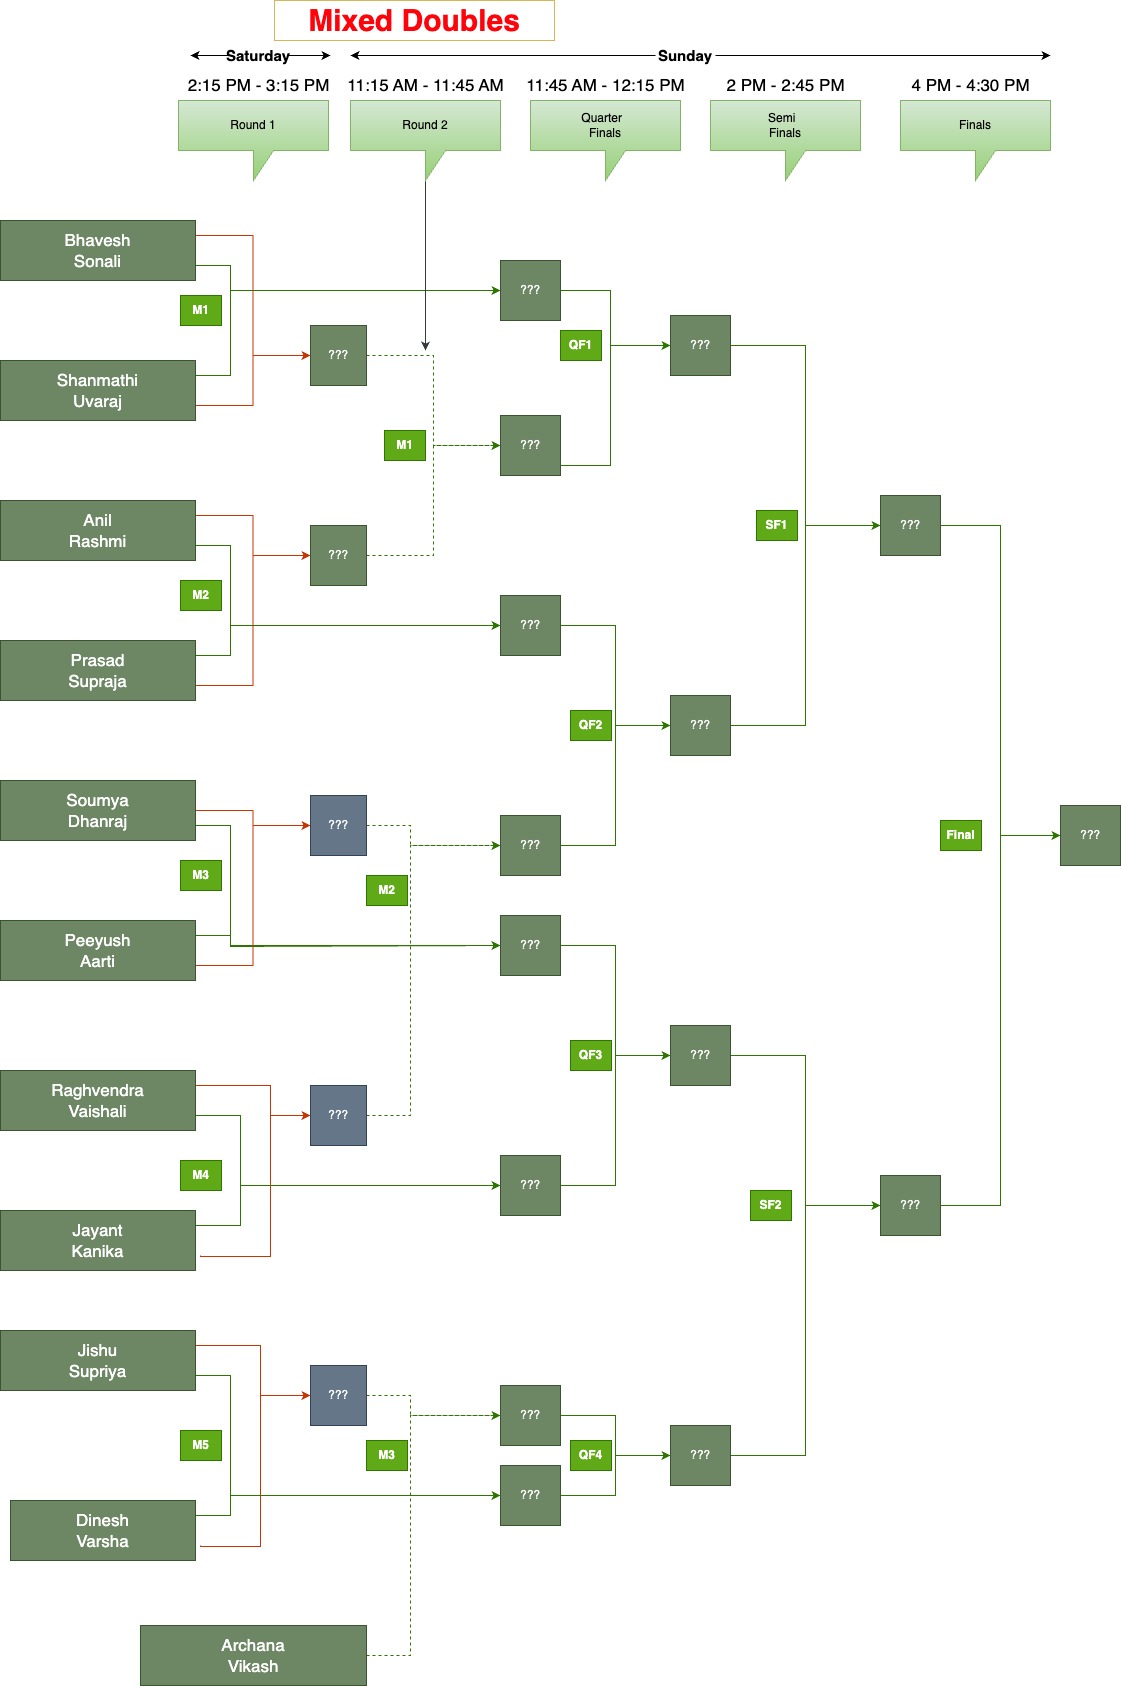 Mixed Doubles
Saturday
Sunday
2:15 PM - 3:15 PM
11:15 AM - 11:45 AM
11:45 AM - 12:15 PM
2 PM - 2:45 PM
4 PM - 4:30 PM
Round 1
Round 2
Quarter
Finals
Semi
Finals
Finals
Bhavesh
Sonali
M1
???
Shanmathi
Uvaraj
???
QF1
???
???
M1
Anil
Rashmi
???
M2
Prasad
Supraja
???
SF1
???
QF2
???
Soumya
Dhanraj
???
M3
M2
???
Final
???
Peeyush
Aarti
???
QF3
???
Raghvendra
Vaishali
???
M4
???
Jayant
Kanika
SF2
???
Jishu
Supriya
???
M5
M3
???
QF4
???
???
Dinesh
Varsha
Archana
Vikash